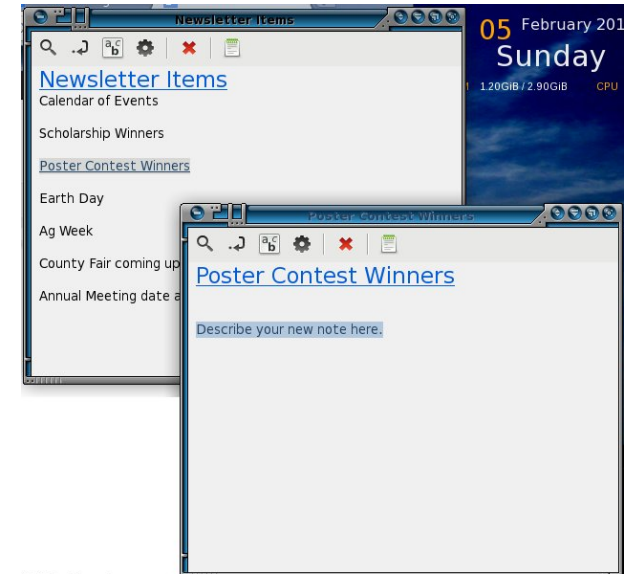 Newsletter Items
Newsletter Items
Calendar of Events
Scholarship Winners
Poster Contest Winners
Earth Day
Ag Week
County Fair coming up
Annual Meeting date a
05 February 201
Sunday
1.20GiB / 2.90GiB CPU
Poster Contest Winners
Poster Contest Winners
Describe your new note here.